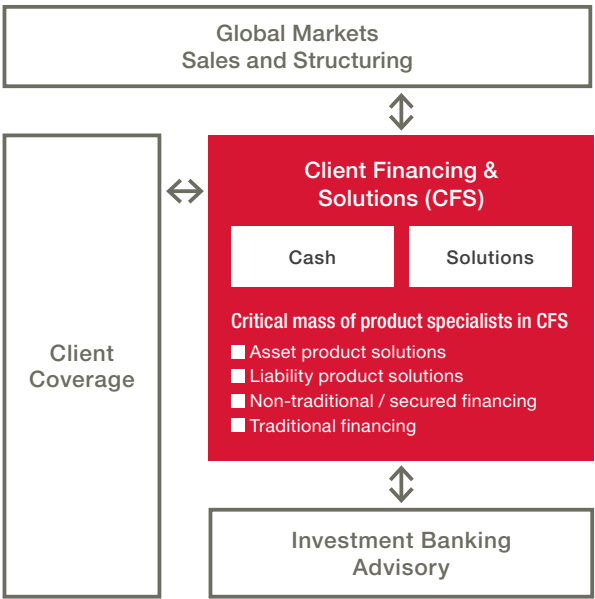 Global Markets
Sales and Structuring
Client
Coverage
Client Financing &
Solutions (CFS)
Cash
Solutions
Critical mass of product specialists in CFS
Asset product solutions
Liability product solutions
Non-traditional / secured financing
Traditional financing
Investment Banking
Advisory